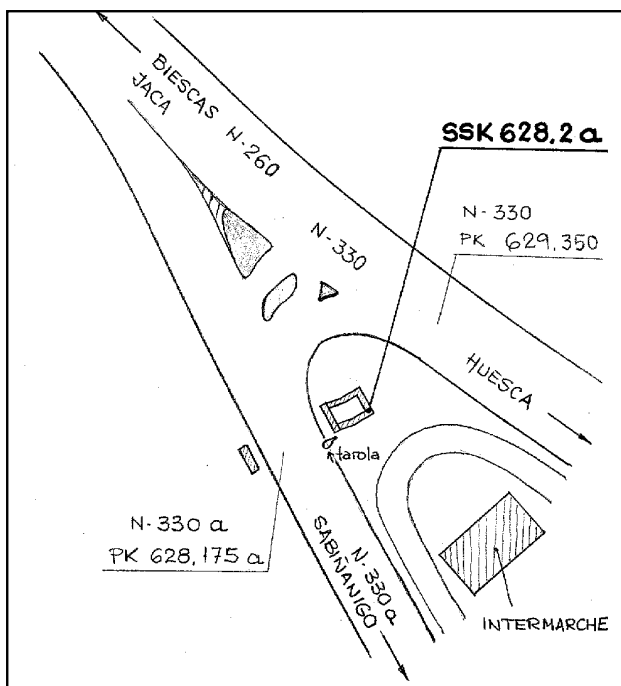 BIESCAS
JACA
N-260
SSK 628,2 a
N-330
PK 629,350
N-330
HUESCA
farola
N-330 a
PK 628,175 a
N-330a
SABIÑANIGO
INTERMARCHE